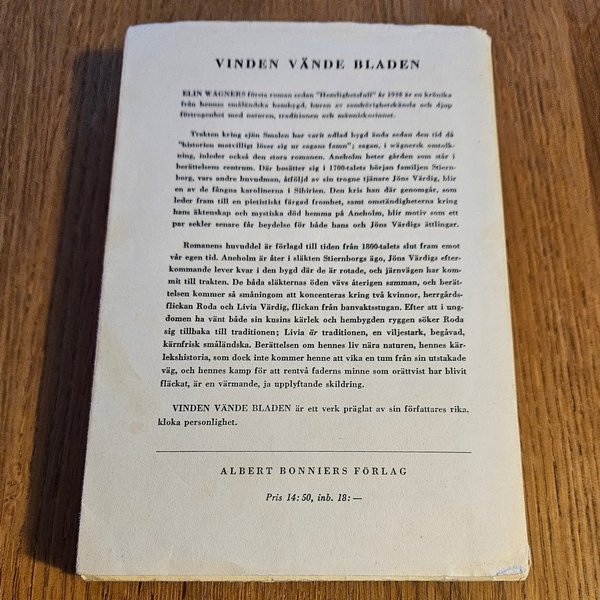 VINDEN VÄNDE BLADEN
ELIN WÄGNERS första roman sedan "Hemlighetsfull" år 1938 är en krönika
från hennes småländska hembygd, buren av samhörighetskänsla och djup
förtrogenhet med naturen, traditionen och människosinnet.
Trakten kring sjön Smalen har varit odlad bygd ända sedan den tid då
"historien motvilligt löser sig ur sagans famn"; sagan, i wägnersk omtolk-
ning, inleder också den stora romanen. Aneholm heter gården som står i
berättelsens centrum. Där bosätter sig i 1700-talets början familjen Stiern-
borg, vars andre huvudman, åtföljd av sin trogne tjänare Jöns Värdig, blir
en av de fångna karolinerna i Sibirien. Den kris han där genomgår, som
leder fram till en pietistiskt färgad fromhet, samt omständigheterna kring
hans äktenskap och mystiska död hemma på Aneholm, blir motiv som ett
par sekler senare får betydelse för både hans och Jöns Värdigs ättlingar.
Romanens huvuddel är förlagd till tiden från 1800-talets slut fram emot
vår egen tid. Aneholm är åter i släkten Stiernborgs ägo, Jöns Värdigs efter-
kommande lever kvar i den bygd där de är rotade, och järnvägen har kom-
mit till trakten. De båda släkternas öden vävs återigen samman, och berät-
telsen kommer så småningom att koncenteras kring två kvinnor, herrgårds-
flickan Roda och Livia Värdig, flickan från banvaktsstugan. Efter att i ung-
domen ha vänt både sin kusins kärlek och hembygden ryggen söker Roda
sig tillbaka till traditionen; Livia är traditionen, en viljestark, begåvad,
kärnfrisk småländska. Berättelsen om hennes liv nära naturen, hennes kär-
lekshistoria, som dock inte kommer henne att vika en tum från sin utstakade
väg, och hennes kamp för att rentvå faderns minne som orättvist har blivit
fläckat, är en värmande, ja upplyftande skildring.
VINDEN VÄNDE BLADEN är ett verk präglat av sin författares rika,
kloka personlighet.
ALBERT BONNIERS FÖRLAG
Pris 14: 50, inb. 18: —